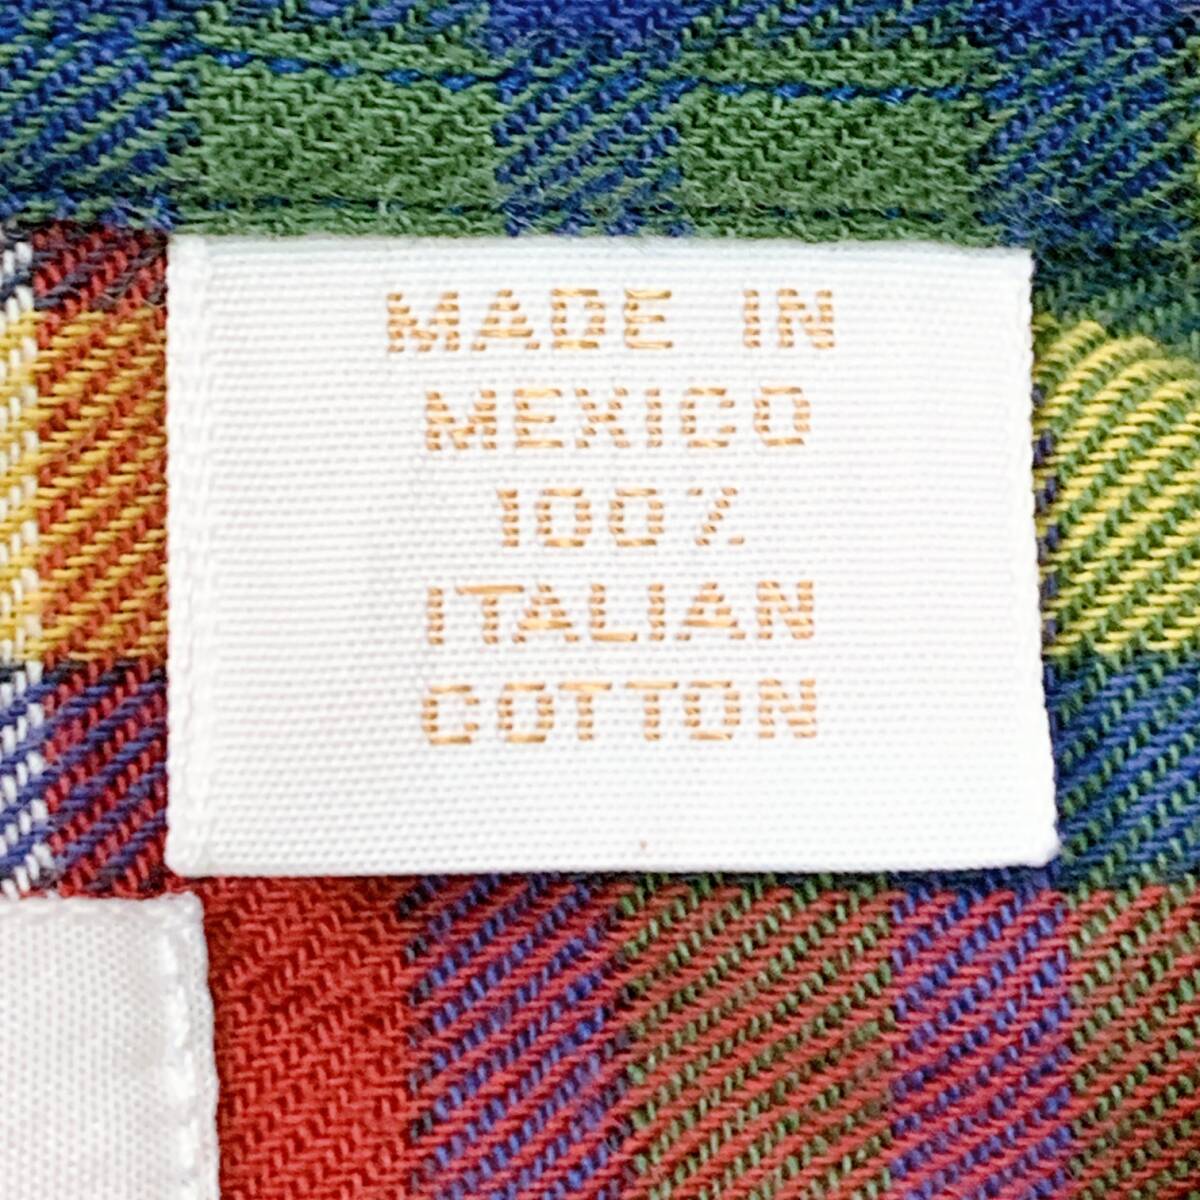 MADE IN
MEXICO
100%
ITALIAN
COTTON